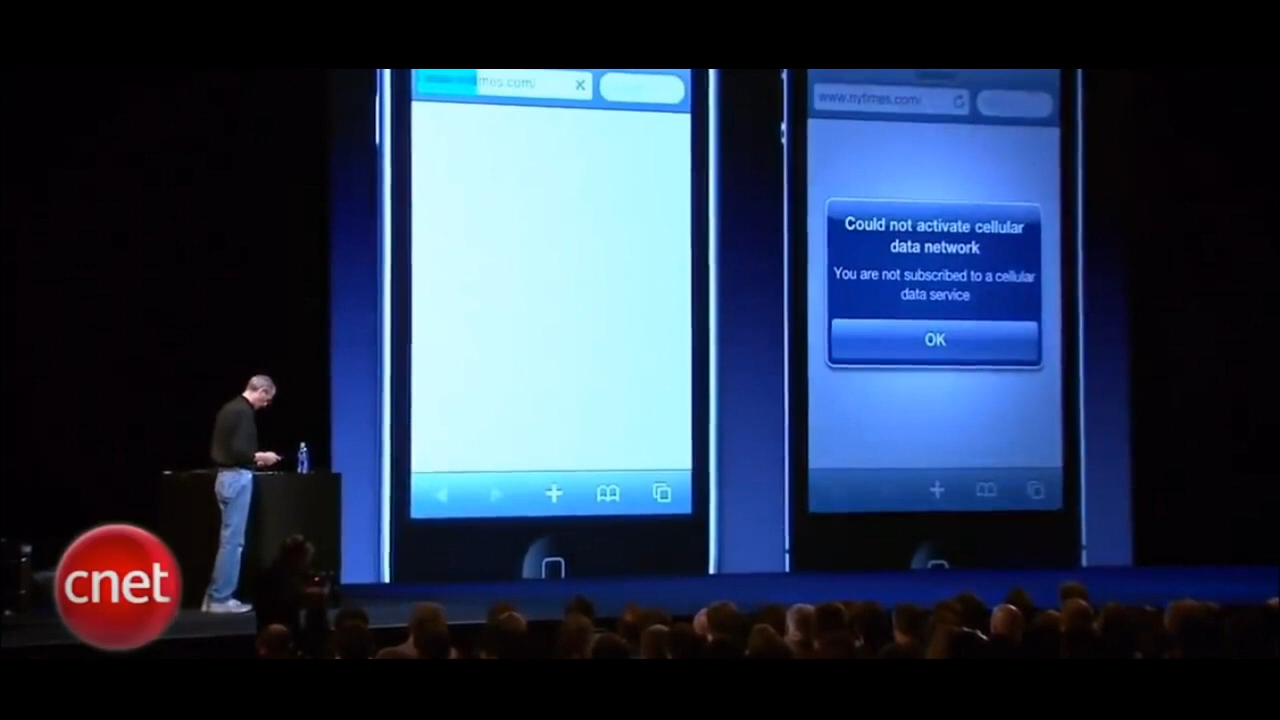 mes.com/
www.nytimes.com/
Could not activate cellular
data network
You are not subscribed to a cellular
data service
OK
cnet